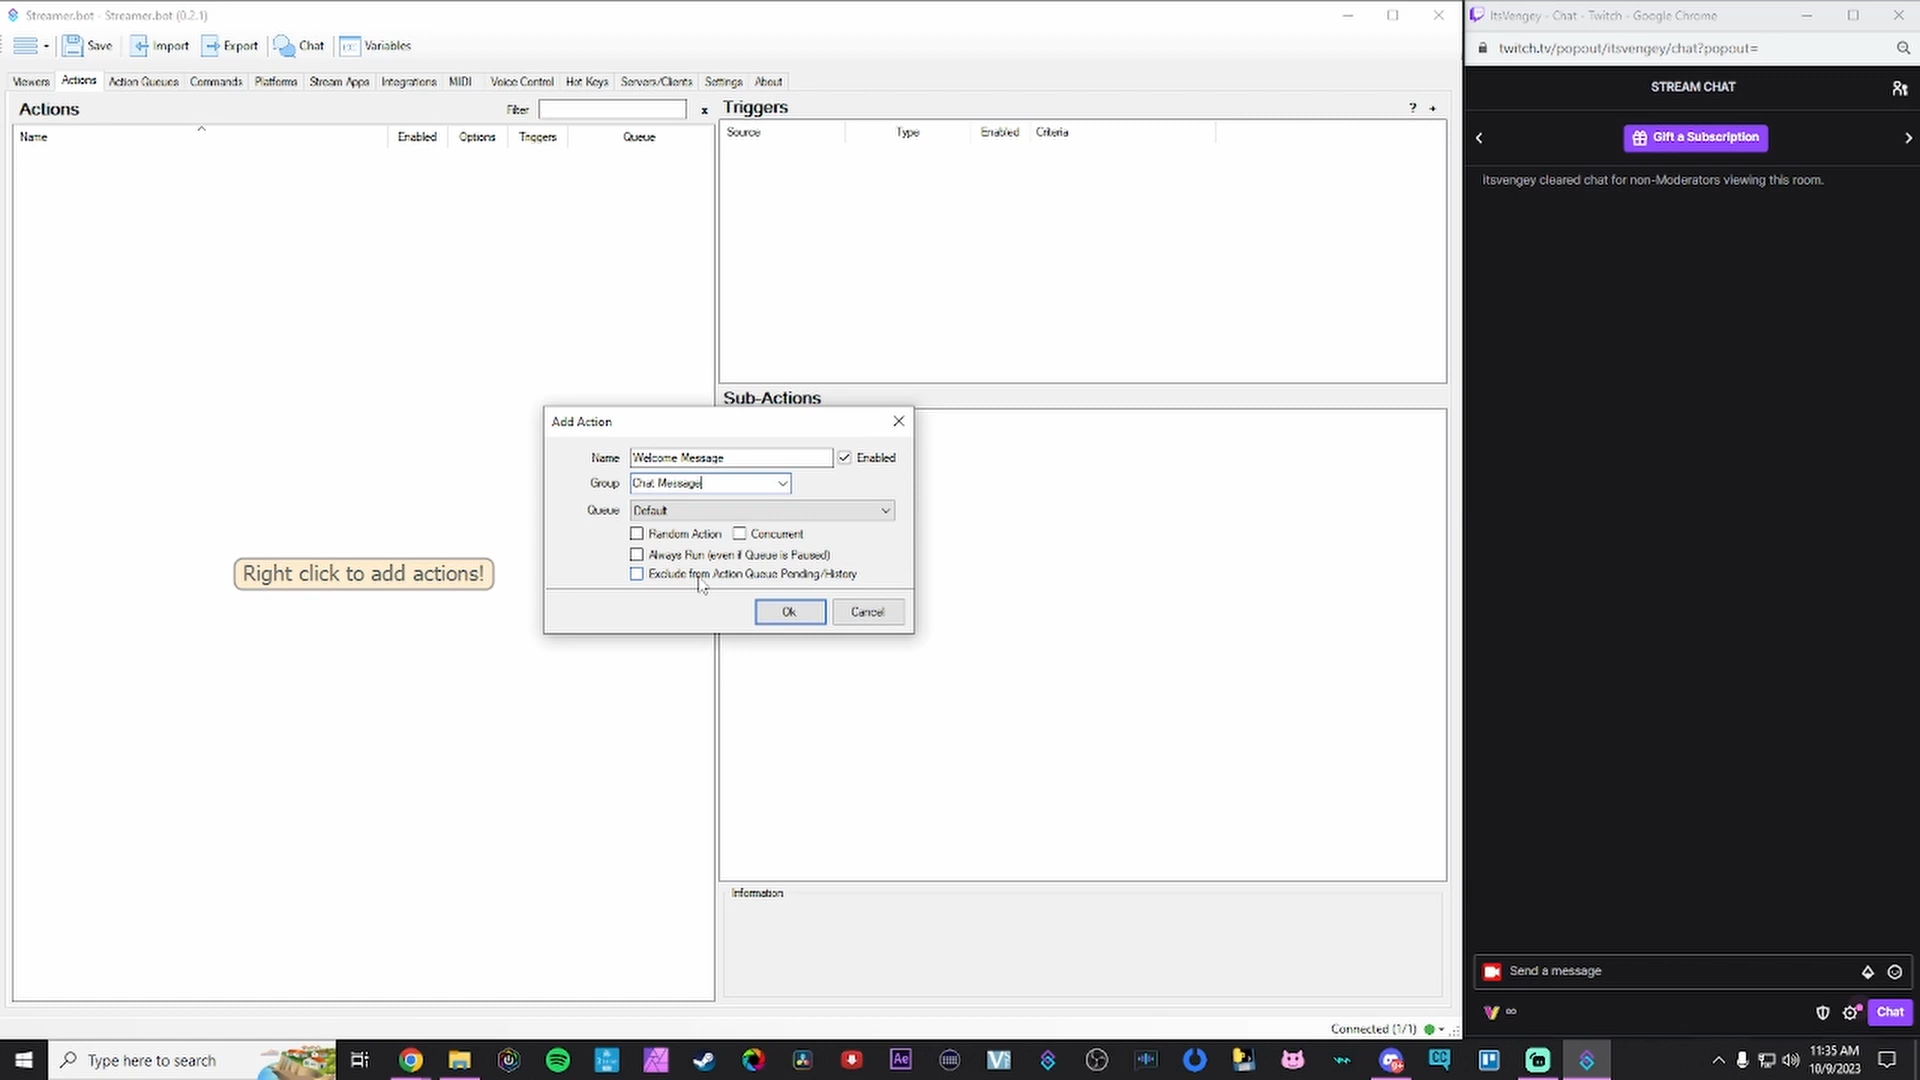 Streamer.bot - Streamer.bot (0.2.1)
Save
Import
Export
Chat
Variables
Viewers
Actions
Action Queues
Commands
Platforms
Stream Apps
Integrations
MIDI
Voice Control
Hot Keys
Servers/Clients
Settings
About
Actions
Filter
x
Name
Enabled
Options
Triggers
Queue
Right click to add actions!
Triggers
? +
Source
Type
Enabled
Criteria
Sub-Actions
Add Action
Name
Welcome Message
Enabled
Group
Chat Message
Queue
Default
Random Action
Concurrent
Always Run (even if Queue is Paused)
Exclude from Action Queue Pending/History
Ok
Cancel
Information
Connected (1/1)
ItsVengey - Chat - Twitch - Google Chrome
twitch.tv/popout/itsvengey/chat?popout=
STREAM CHAT
Gift a Subscription
Itsvengey cleared chat for non-Moderators viewing this room.
Send a message
∞
Chat
Type here to search
Ae
CC
9+
11:35 AM
10/9/2023